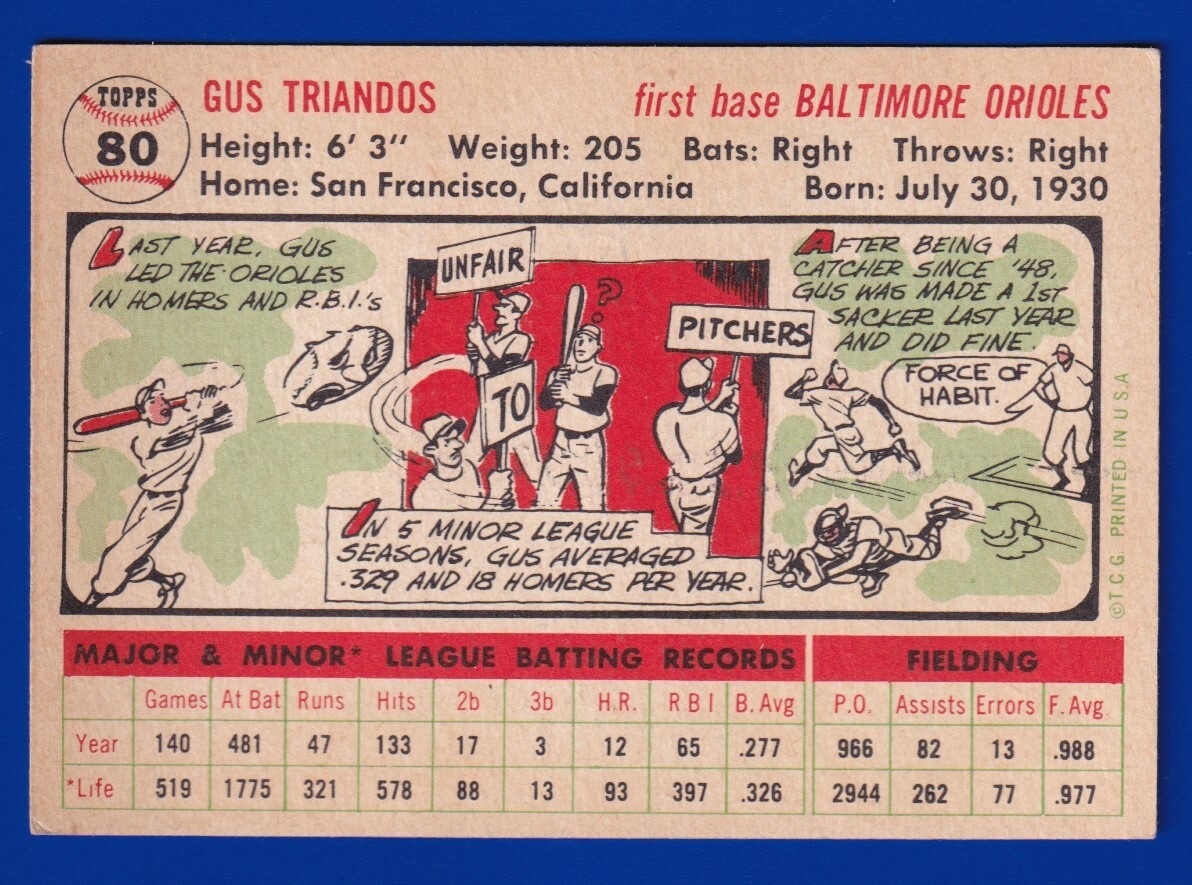 TOPPS
80
GUS TRIANDOS
first base BALTIMORE ORIOLES
Height: 6' 3" Weight: 205 Bats: Right Throws: Right
Home: San Francisco, California Born: July 30, 1930
LAST YEAR, GUS
LED THE ORIOLES
IN HOMERS AND R.B.I.'s
UNFAIR
TO
PITCHERS
?
IN 5 MINOR LEAGUE
SEASONS, GUS AVERAGED
.329 AND 18 HOMERS PER YEAR.
AFTER BEING A
CATCHER SINCE '48,
GUS WAS MADE A 1ST
SACKER LAST YEAR
AND DID FINE.
FORCE OF
HABIT.
©T.C.G. PRINTED IN U.S.A
MAJOR & MINOR* LEAGUE BATTING RECORDS FIELDING
Games At Bat Runs Hits 2b 3b H.R. R B I B. Avg P.O. Assists Errors F. Avg
Year 140 481 47 133 17 3 12 65 .277 966 82 13 .988
*Life 519 1775 321 578 88 13 93 397 .326 2944 262 77 .977